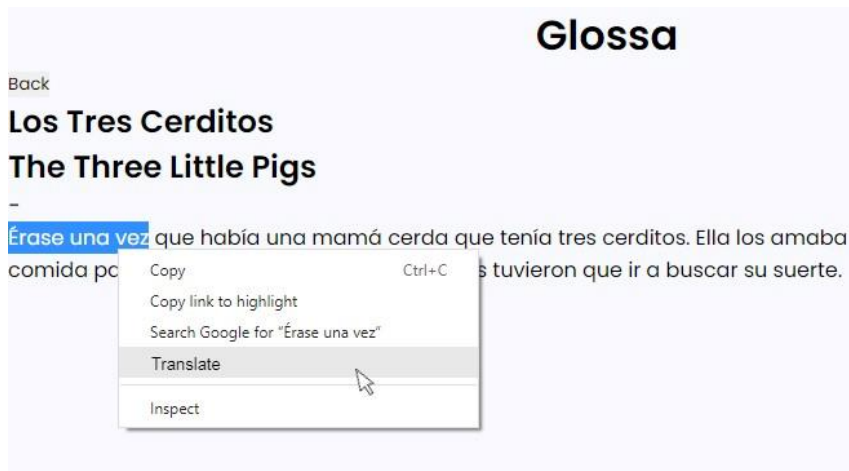 Glossa
Back
Los Tres Cerditos
The Three Little Pigs
-
Érase una vez que había una mamá cerda que tenía tres cerditos. Ella los amaba
comida pa s tuvieron que ir a buscar su suerte.
Copy Ctrl+C
Copy link to highlight
Search Google for “Érase una vez”
Translate
Inspect